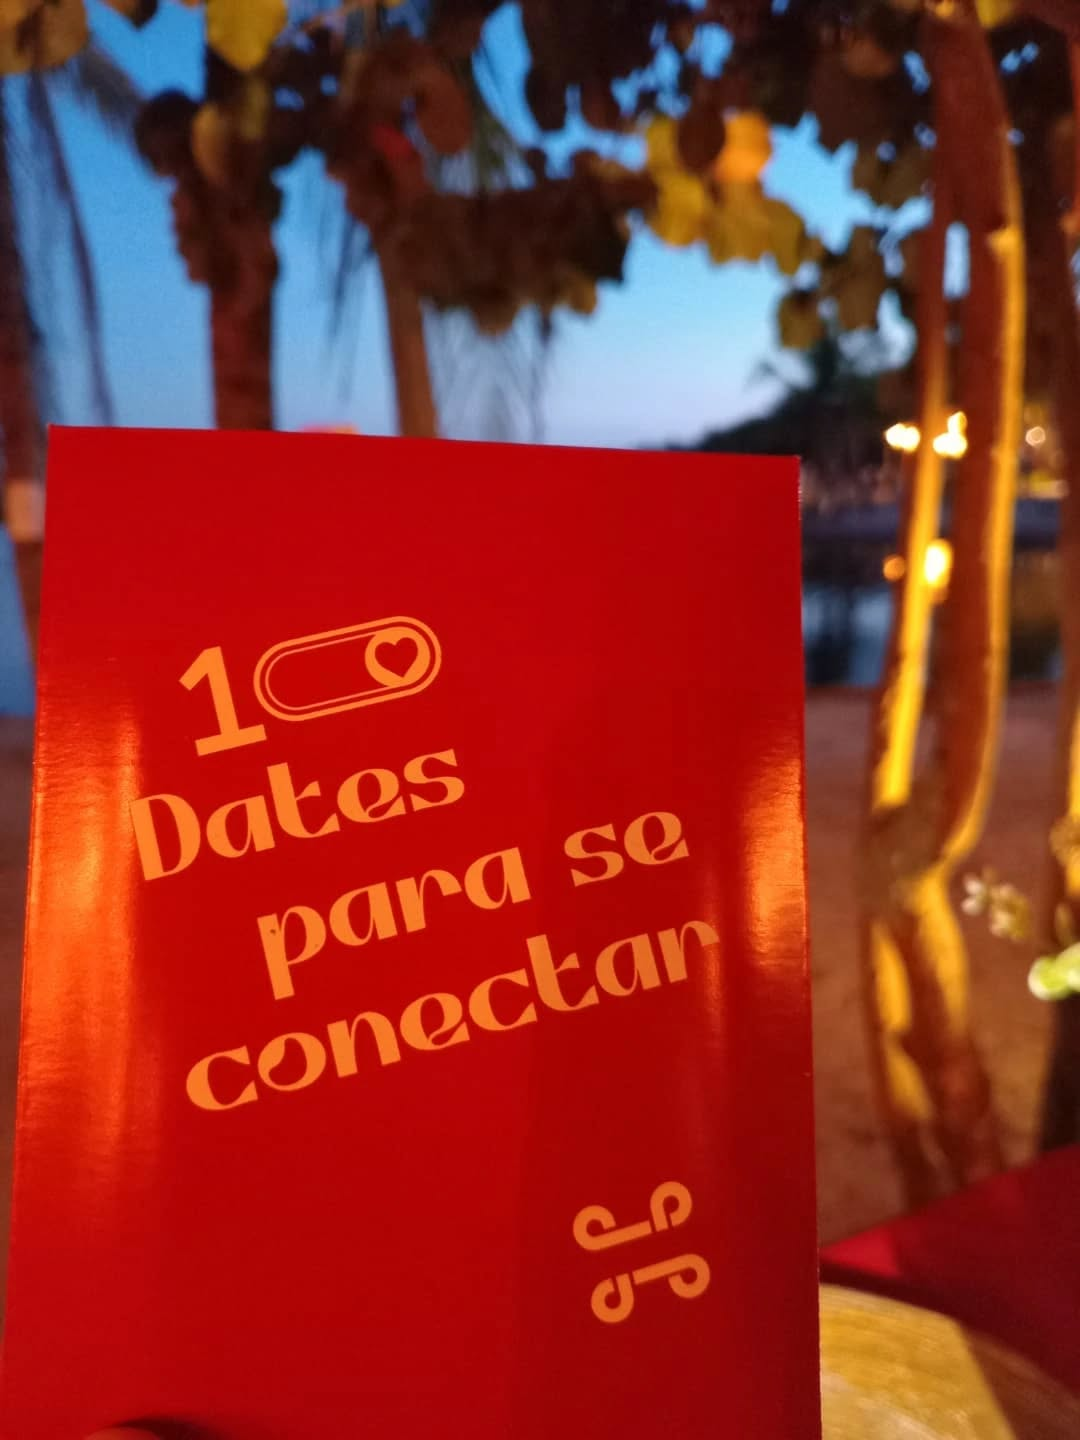 10
Dates
para se
conectar